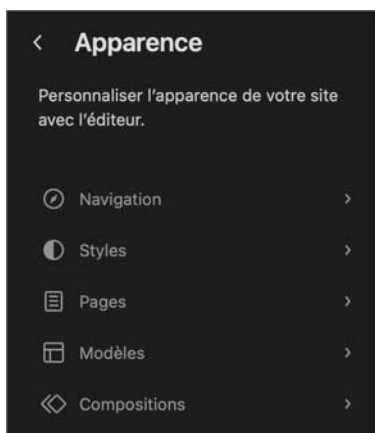 Apparence
Personnaliser l'apparence de votre site
avec l'éditeur.
Navigation
Styles
Pages
Modèles
Compositions